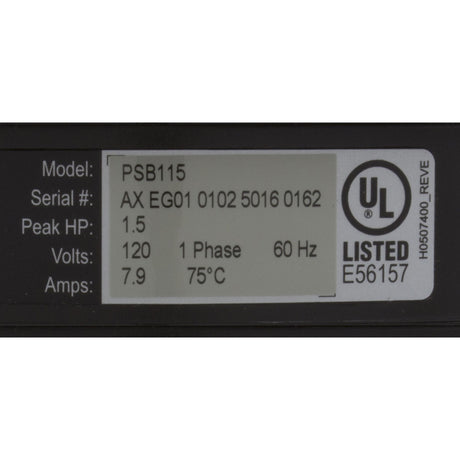 Model: PSB115
Serial #: AX EG01 0102 5016 0162
Peak HP: 1.5
Volts: 120 1 Phase 60 Hz
Amps: 7.9 75°C
UL ®
LISTED
E56157
H0507400_REVE